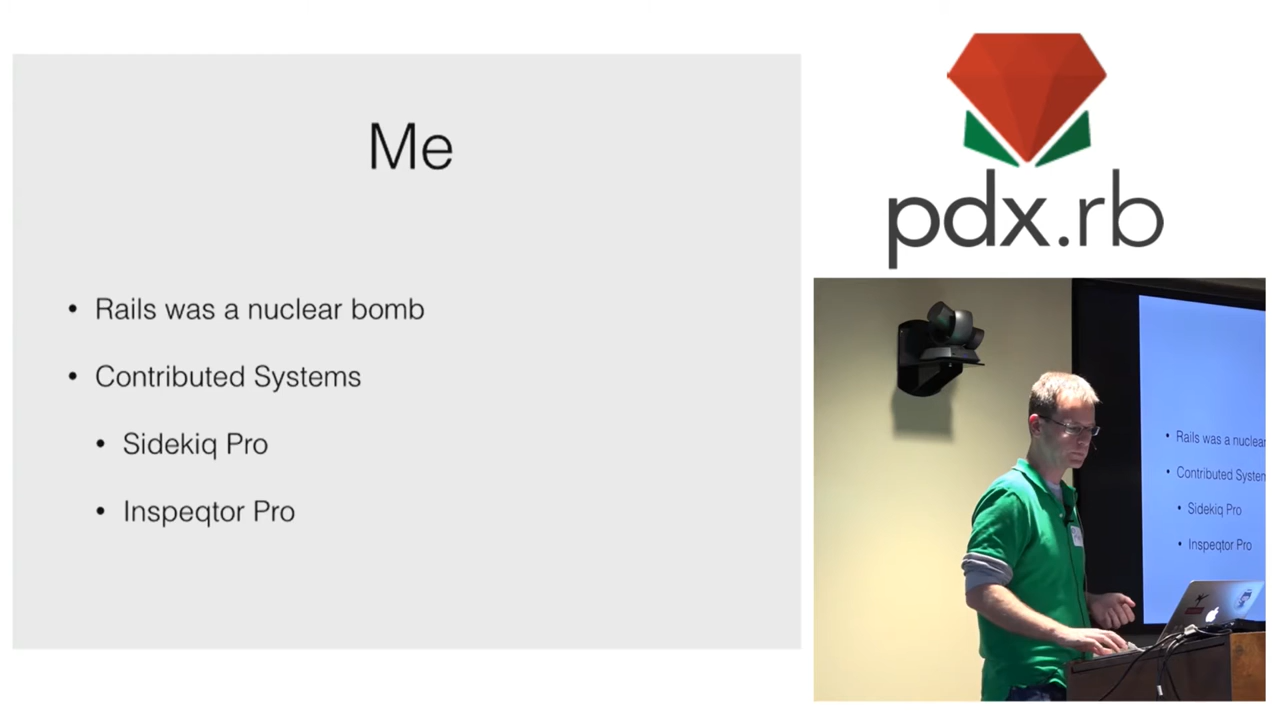 Me
• Rails was a nuclear bomb
• Contributed Systems
• Sidekiq Pro
• Inspeqtor Pro
pdx.rb
• Rails was a nuclear
• Contributed System
• Sidekiq Pro
• Inspeqtor Pro